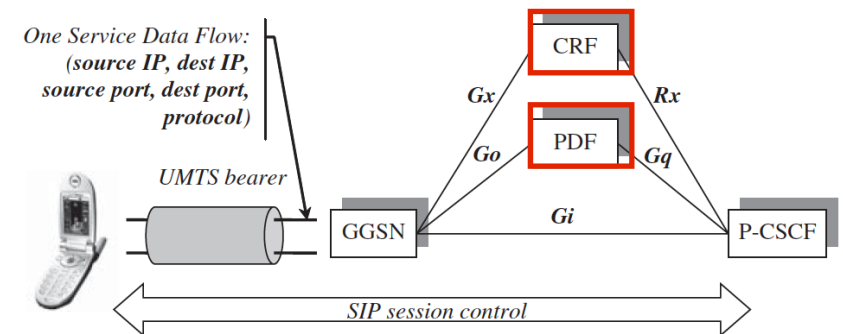 One Service Data Flow:
(source IP, dest IP,
source port, dest port,
protocol)
UMTS bearer
CRF
Gx
Rx
PDF
Go
Gq
GGSN
Gi
P-CSCF
SIP session control